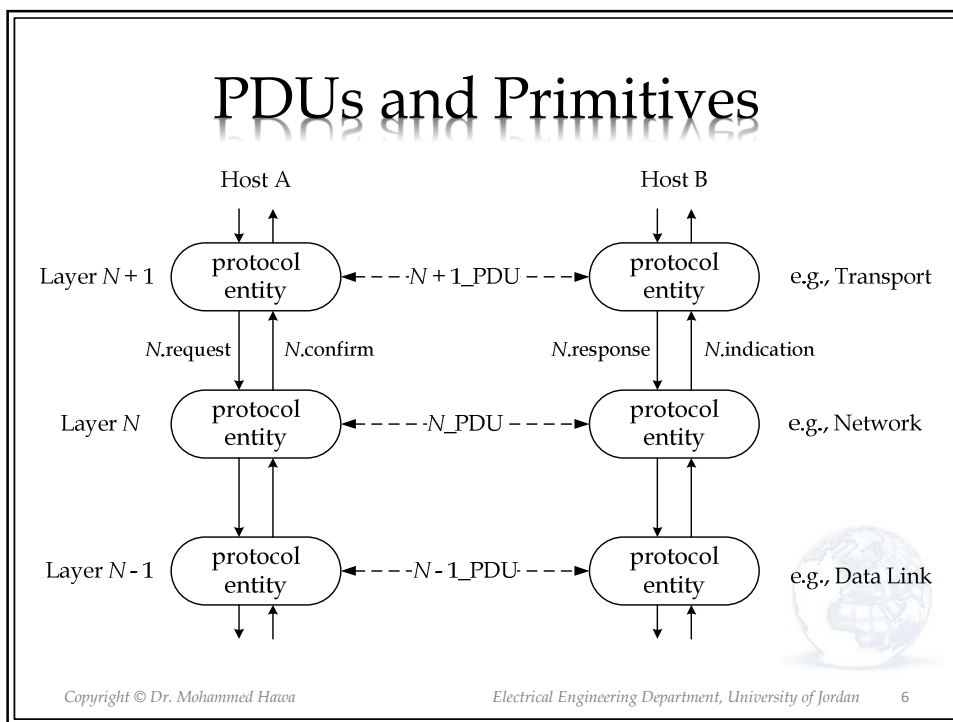 PDUs and Primitives
Host A Host B
Layer N + 1 protocol entity N + 1_PDU protocol entity e.g., Transport
N.request N.confirm N.response N.indication
Layer N protocol entity N_PDU protocol entity e.g., Network
Layer N - 1 protocol entity N - 1_PDU protocol entity e.g., Data Link
Copyright © Dr. Mohammed Hawa Electrical Engineering Department, University of Jordan 6